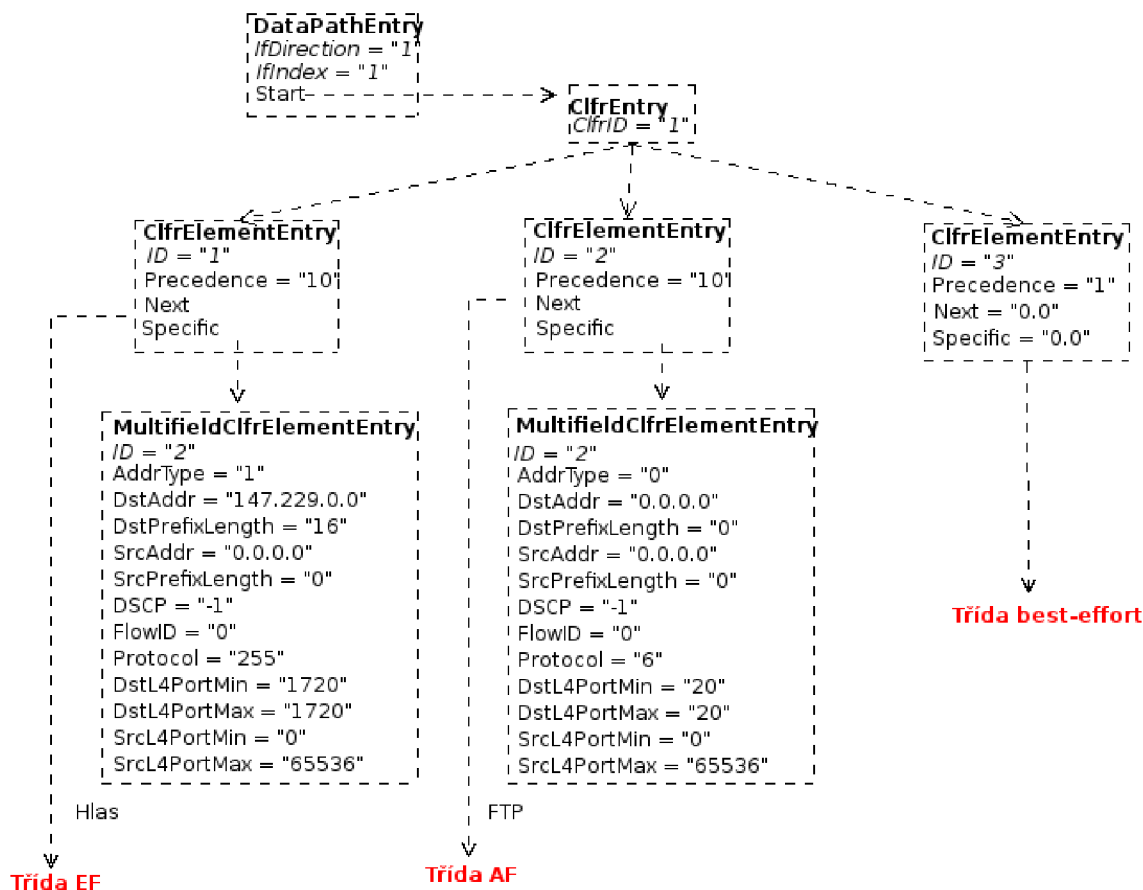 DataPathEntry
IfDirection = "1"
IfIndex = "1"
Start
ClfrEntry
ClfrID = "1"
ClfrElementEntry
ID = "1"
Precedence = "10"
Next
Specific
ClfrElementEntry
ID = "2"
Precedence = "10"
Next
Specific
ClfrElementEntry
ID = "3"
Precedence = "1"
Next = "0.0"
Specific = "0.0"
MultifieldClfrElementEntry
ID = "2"
AddrType = "1"
DstAddr = "147.229.0.0"
DstPrefixLength = "16"
SrcAddr = "0.0.0.0"
SrcPrefixLength = "0"
DSCP = "-1"
FlowID = "0"
Protocol = "255"
DstL4PortMin = "1720"
DstL4PortMax = "1720"
SrcL4PortMin = "0"
SrcL4PortMax = "65536"
MultifieldClfrElementEntry
ID = "2"
AddrType = "0"
DstAddr = "0.0.0.0"
DstPrefixLength = "0"
SrcAddr = "0.0.0.0"
SrcPrefixLength = "0"
DSCP = "-1"
FlowID = "0"
Protocol = "6"
DstL4PortMin = "20"
DstL4PortMax = "20"
SrcL4PortMin = "0"
SrcL4PortMax = "65536"
Třída best-effort
Hlas
FTP
Třída EF
Třída AF